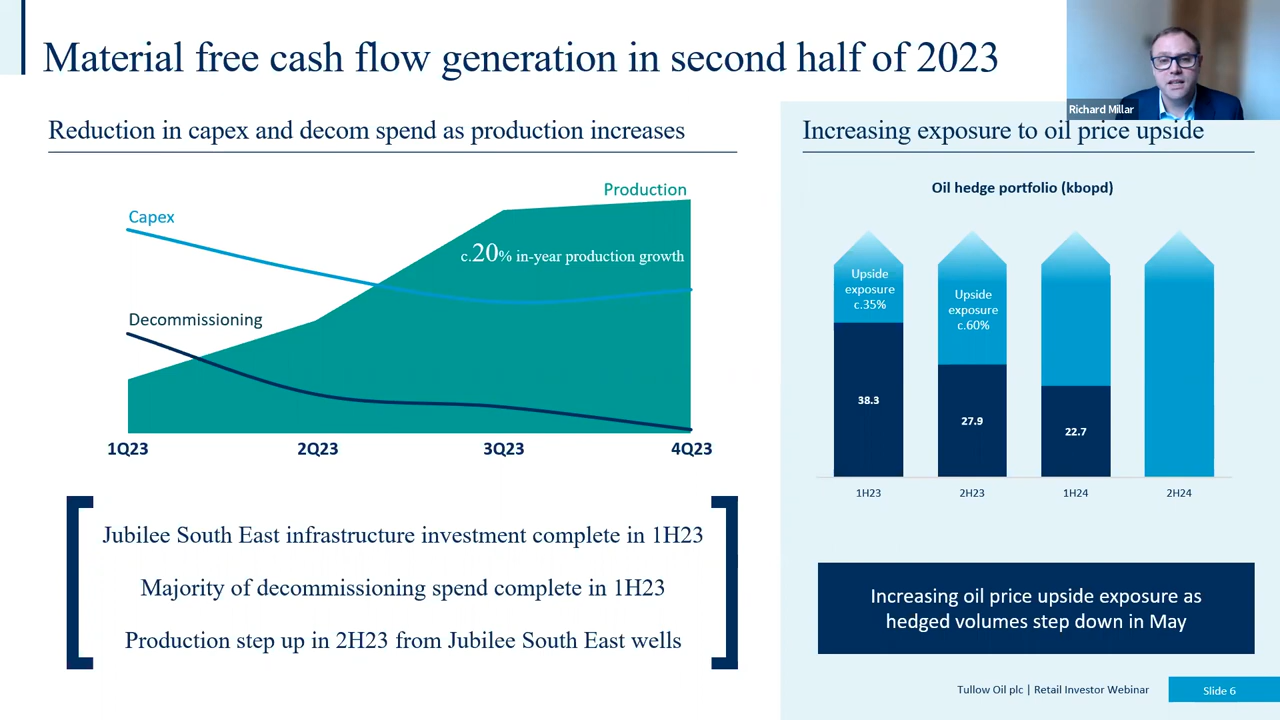 Material free cash flow generation in second half of 2023
Richard Millar
Reduction in capex and decom spend as production increases
Production
Capex
c.20% in-year production growth
Decommissioning
1Q23 2Q23 3Q23 4Q23
Jubilee South East infrastructure investment complete in 1H23
Majority of decommissioning spend complete in 1H23
Production step up in 2H23 from Jubilee South East wells
Increasing exposure to oil price upside
Oil hedge portfolio (kbopd)
Upside
exposure
c.35%
Upside
exposure
c.60%
38.3
27.9
22.7
1H23 2H23 1H24 2H24
Increasing oil price upside exposure as
hedged volumes step down in May
Tullow Oil plc | Retail Investor Webinar
Slide 6